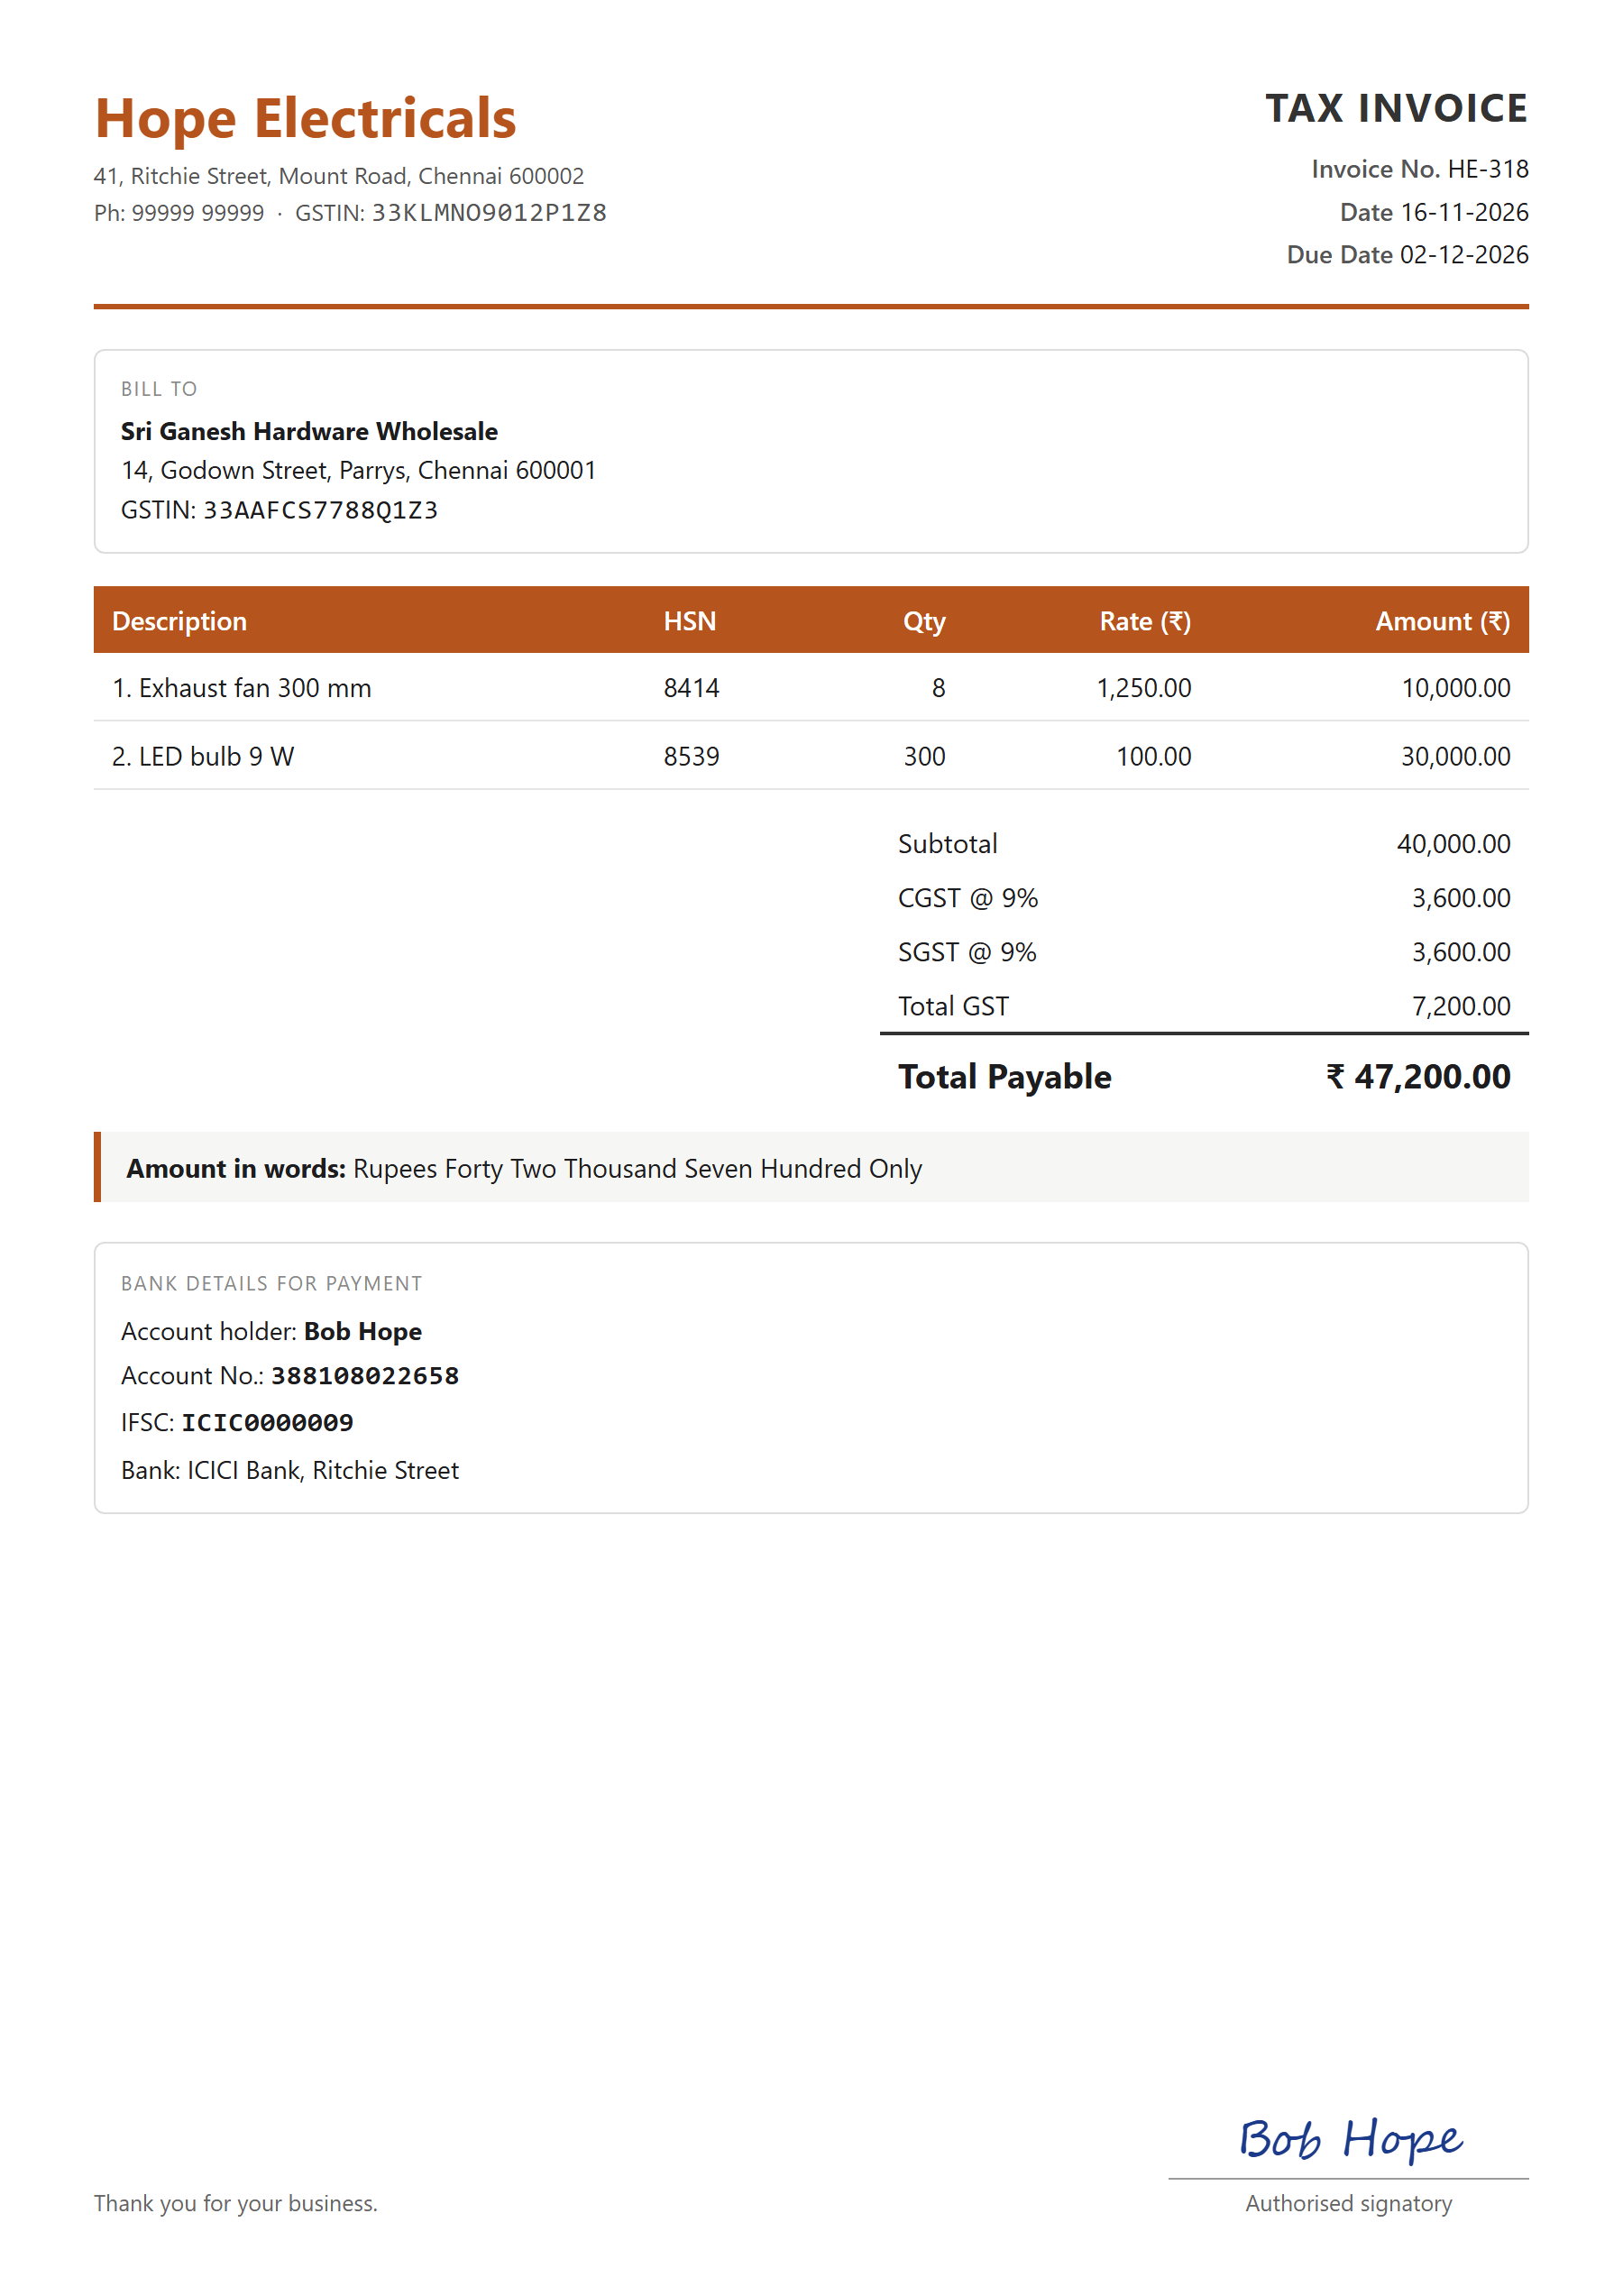 Hope Electricals
41, Ritchie Street, Mount Road, Chennai 600002
Ph: 99999 99999 · GSTIN: 33KLMNO9012P1Z8
TAX INVOICE
Invoice No. HE-318
Date 16-11-2026
Due Date 02-12-2026
BILL TO
Sri Ganesh Hardware Wholesale
14, Godown Street, Parrys, Chennai 600001
GSTIN: 33AAFCS7788Q1Z3
Description HSN Qty Rate (₹) Amount (₹)
1. Exhaust fan 300 mm 8414 8 1,250.00 10,000.00
2. LED bulb 9 W 8539 300 100.00 30,000.00
Subtotal 40,000.00
CGST @ 9% 3,600.00
SGST @ 9% 3,600.00
Total GST 7,200.00
Total Payable ₹ 47,200.00
Amount in words: Rupees Forty Two Thousand Seven Hundred Only
BANK DETAILS FOR PAYMENT
Account holder: Bob Hope
Account No.: 388108022658
IFSC: ICIC0000009
Bank: ICICI Bank, Ritchie Street
Bob Hope
Thank you for your business.
Authorised signatory